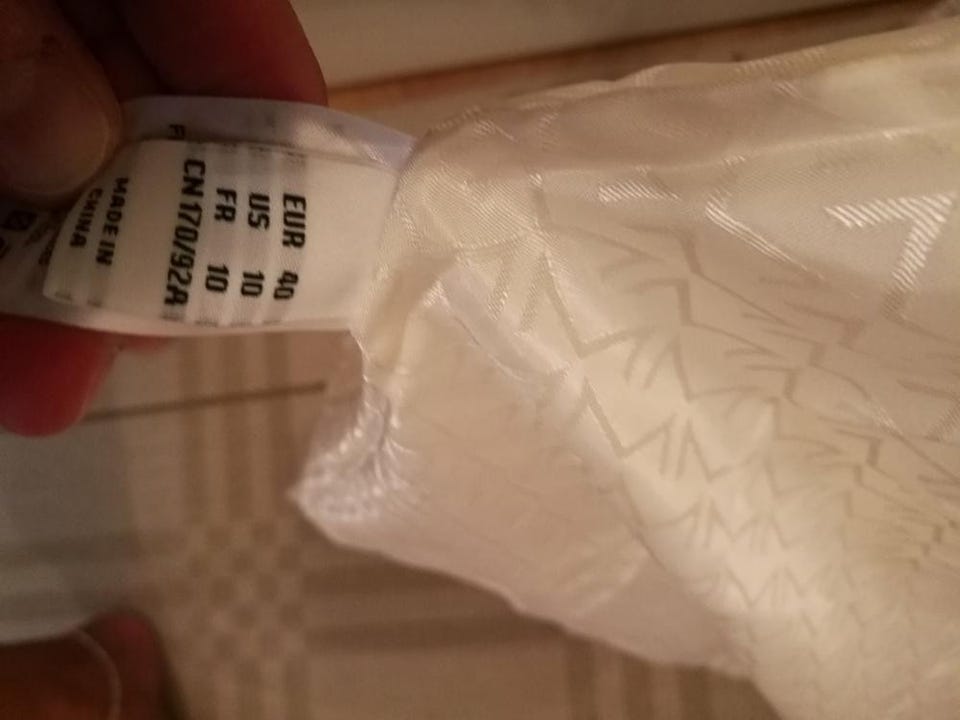 EUR 40
US 10
FR 10
CN 170/92A
MADE IN
CHINA